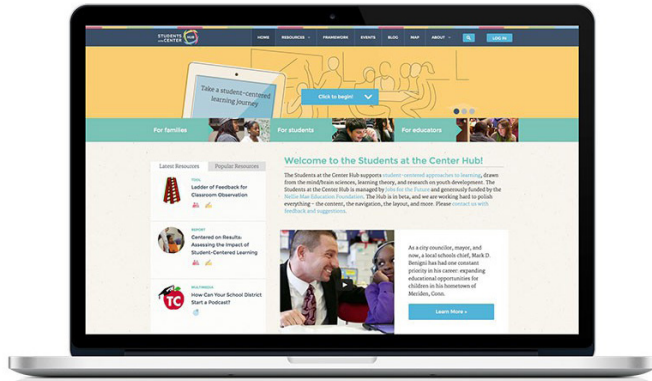 STUDENTS
AT THE CENTER HUB
HOME RESOURCES FRAMEWORK EVENTS BLOG MAP ABOUT LOG IN
Take a student-centered
learning journey
Click to begin!
For families For students For educators
Latest Resources Popular Resources
TOOL
Ladder of Feedback for
Classroom Observation
REPORT
Centered on Results:
Assessing the Impact of
Student-Centered Learning
MULTIMEDIA
TC
How Can Your School District
Start a Podcast?
Welcome to the Students at the Center Hub!
The Students at the Center Hub supports student-centered approaches to learning, drawn
from the mind/brain sciences, learning theory, and research on youth development. The
Students at the Center Hub is managed by Jobs for the Future and generously funded by the
Nellie Mae Education Foundation. The Hub is in beta, and we are working hard to polish
everything – the content, the navigation, the layout, and more. Please contact us with
feedback and suggestions.
As a city councilor, mayor, and
now, a local schools chief, Mark D.
Benigni has had one constant
priority in his career: expanding
educational opportunities for
children in his hometown of
Meriden, Conn.
Learn More »